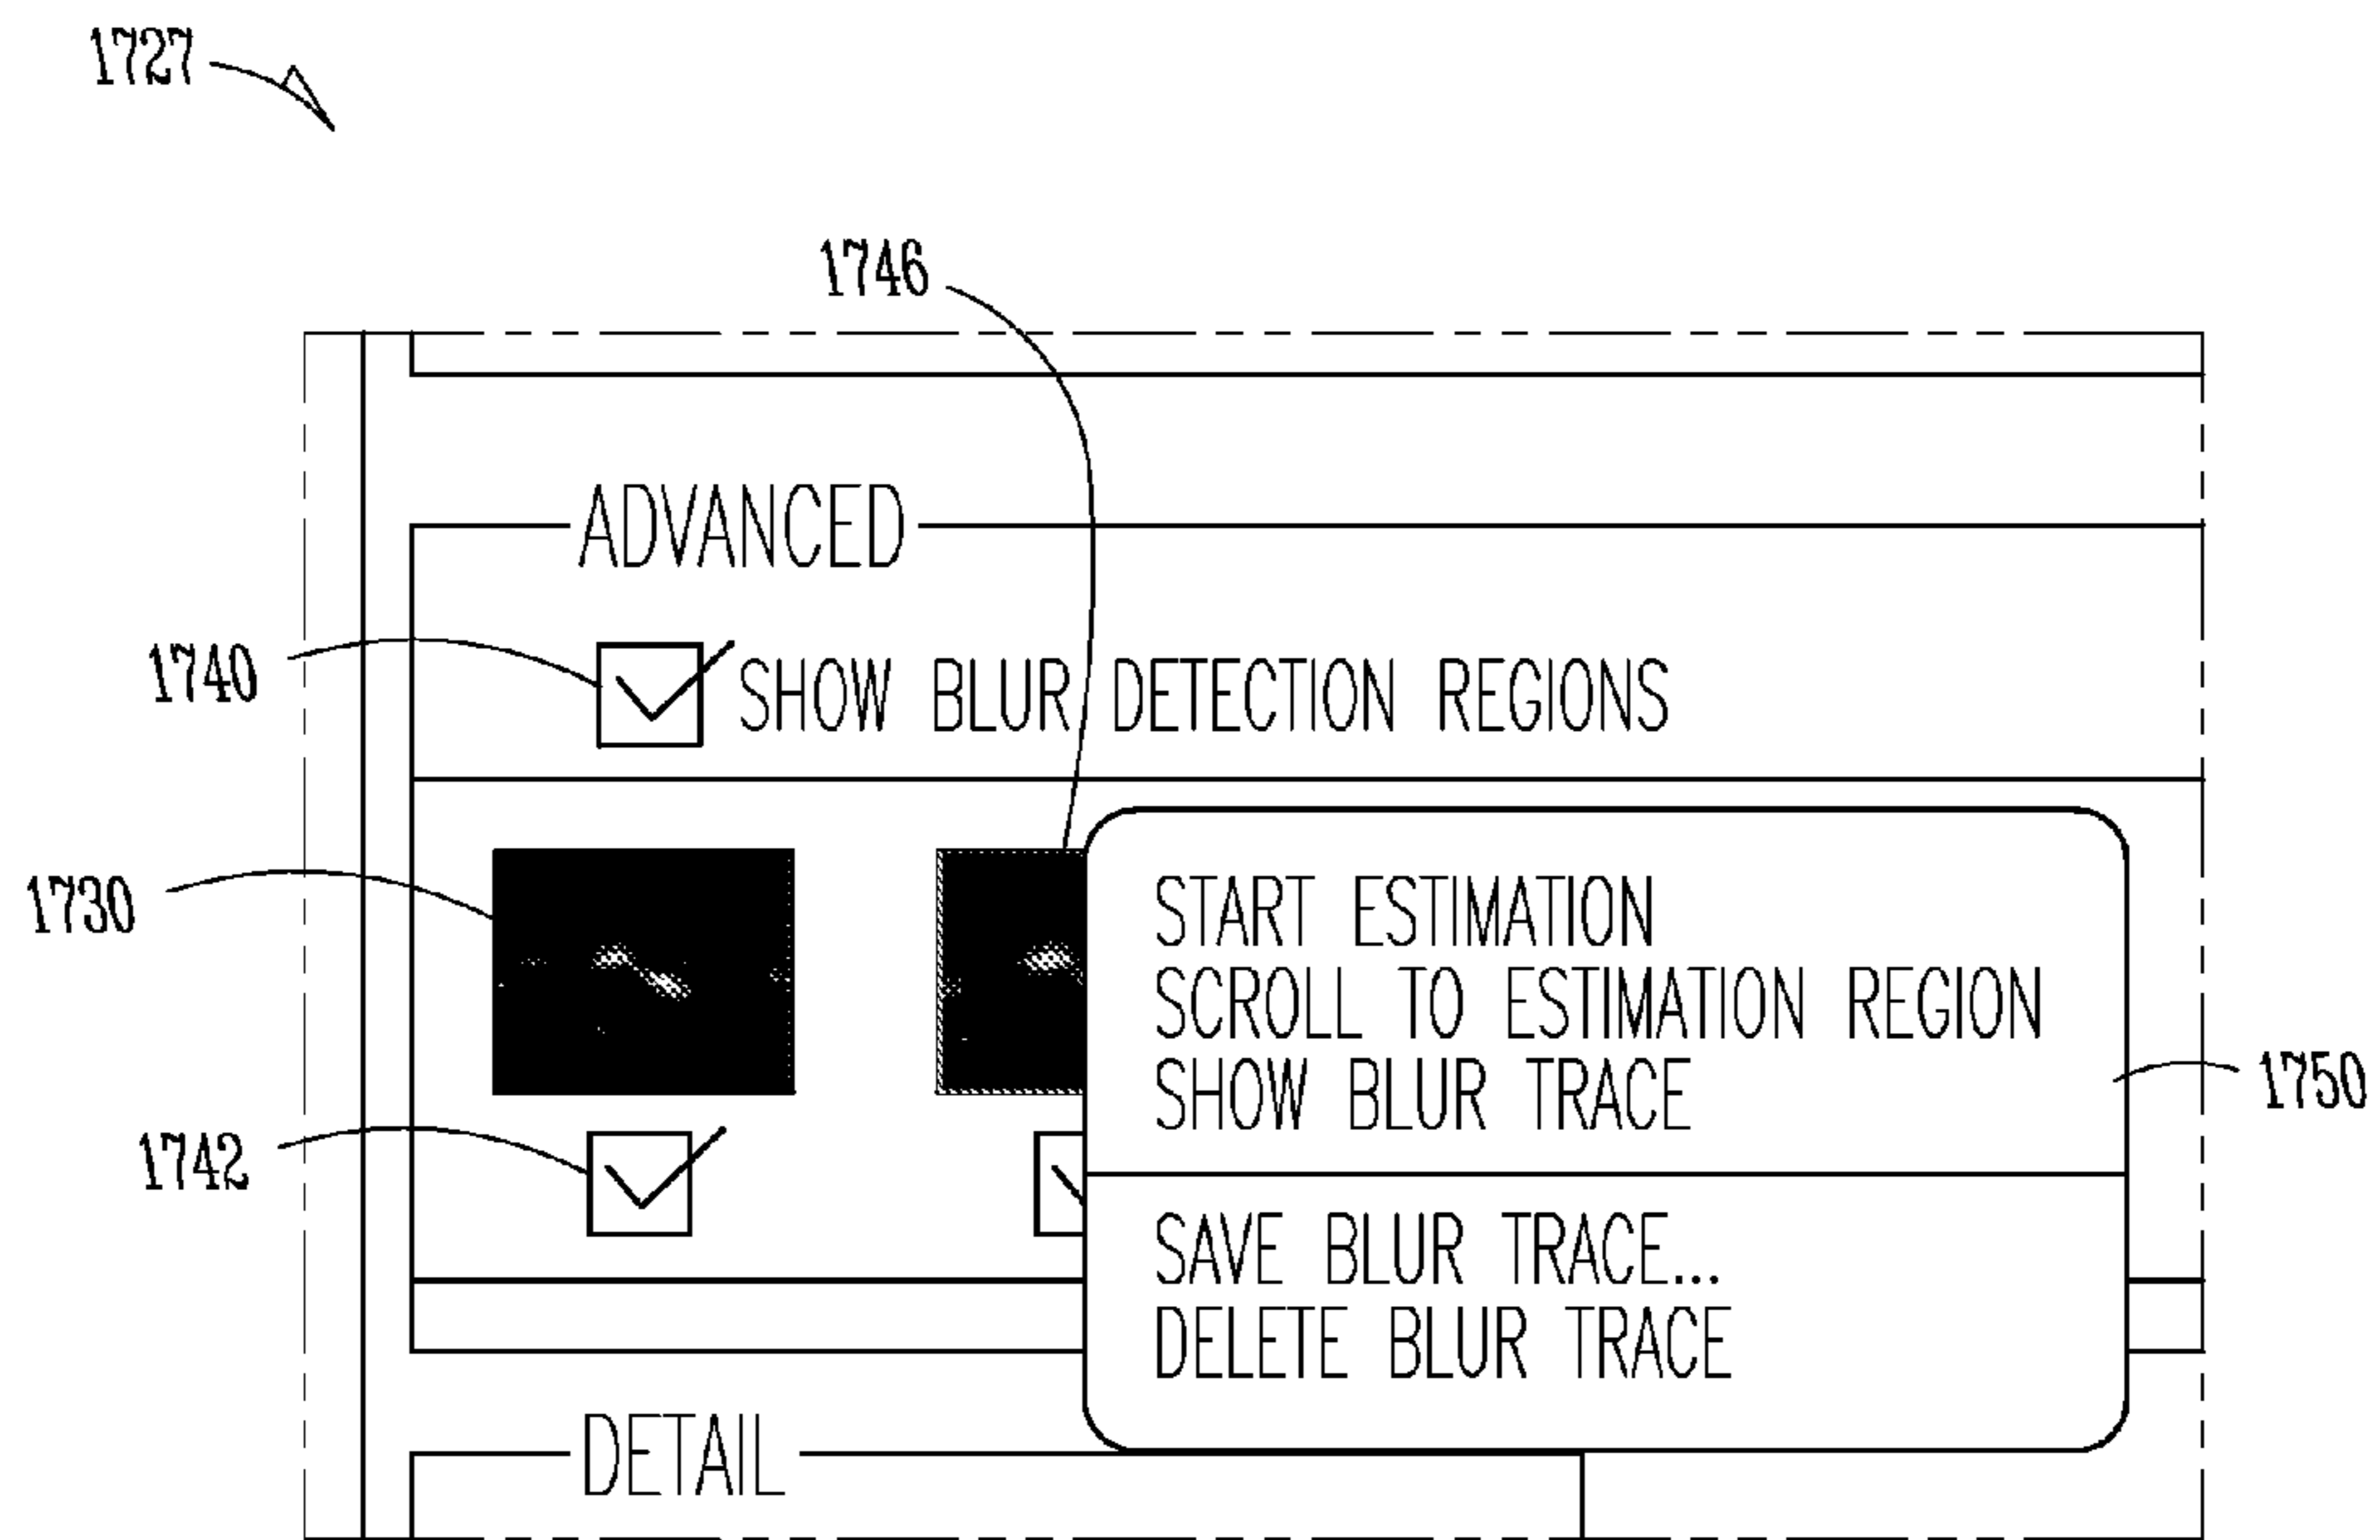 1727
1746
ADVANCED
1740
SHOW BLUR DETECTION REGIONS
1730
START ESTIMATION
SCROLL TO ESTIMATION REGION
SHOW BLUR TRACE
1750
1742
SAVE BLUR TRACE...
DELETE BLUR TRACE
DETAIL